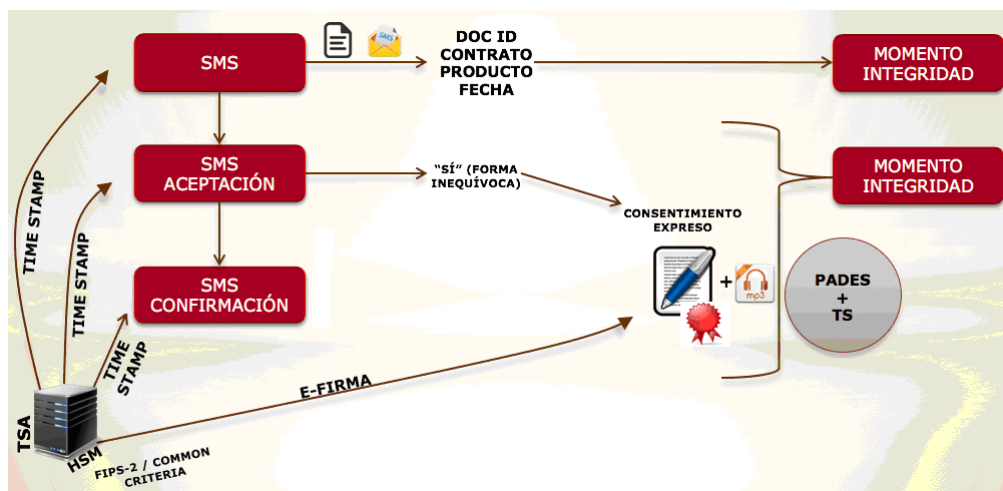 SMS
SMS
DOC ID
CONTRATO
PRODUCTO
FECHA
MOMENTO
INTEGRIDAD
SMS
ACEPTACIÓN
“SÍ” (FORMA
INEQUÍVOCA)
MOMENTO
INTEGRIDAD
CONSENTIMIENTO
EXPRESO
+
mp3
PADES
+
TS
SMS
CONFIRMACIÓN
TIME STAMP
TIME STAMP
TIME
STAMP
E-FIRMA
TSA
HSM
FIPS-2 / COMMON
CRITERIA